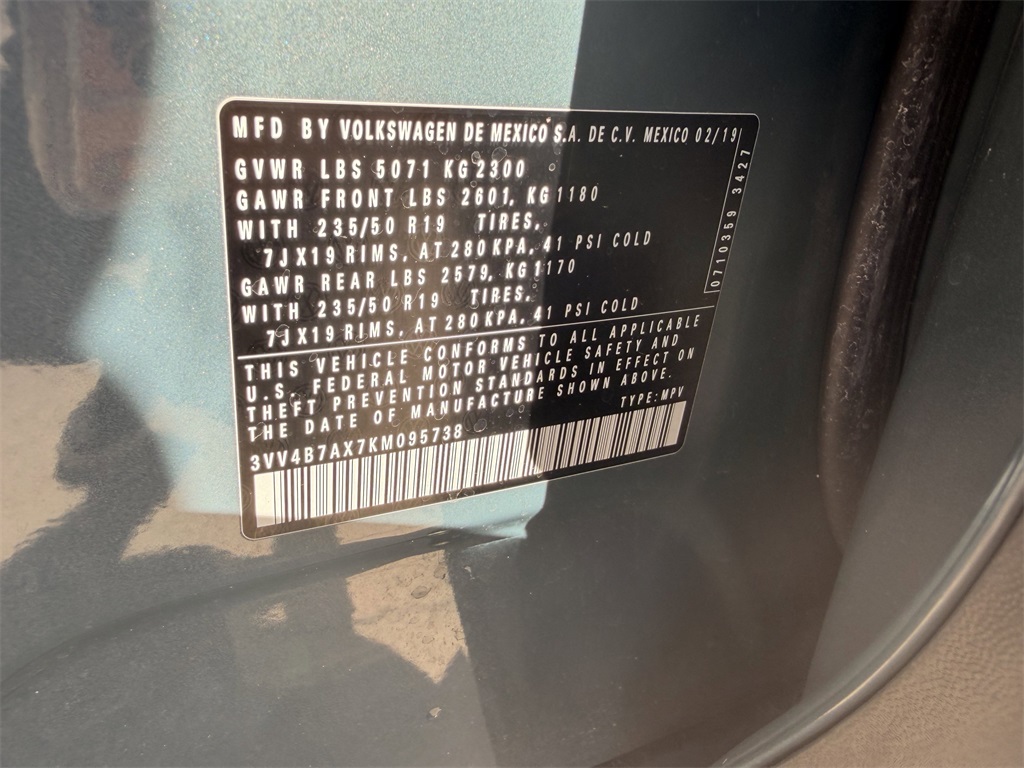 MFD BY VOLKSWAGEN DE MEXICO S.A. DE C.V. MEXICO 02/19
GVWR LBS 5071 KG 2300
GAWR FRONT LBS 2601, KG 1180
WITH 235/50 R19 TIRES,
7JX19 RIMS, AT 280 KPA, 41 PSI COLD
GAWR REAR LBS 2579, KG 1170
WITH 235/50 R19 TIRES,
7JX19 RIMS, AT 280 KPA, 41 PSI COLD
0710359 3427
THIS VEHICLE CONFORMS TO ALL APPLICABLE
U.S. FEDERAL MOTOR VEHICLE SAFETY AND
THEFT PREVENTION STANDARDS IN EFFECT ON
THE DATE OF MANUFACTURE SHOWN ABOVE.
3VV4B7AX7KM095738 TYPE: MPV